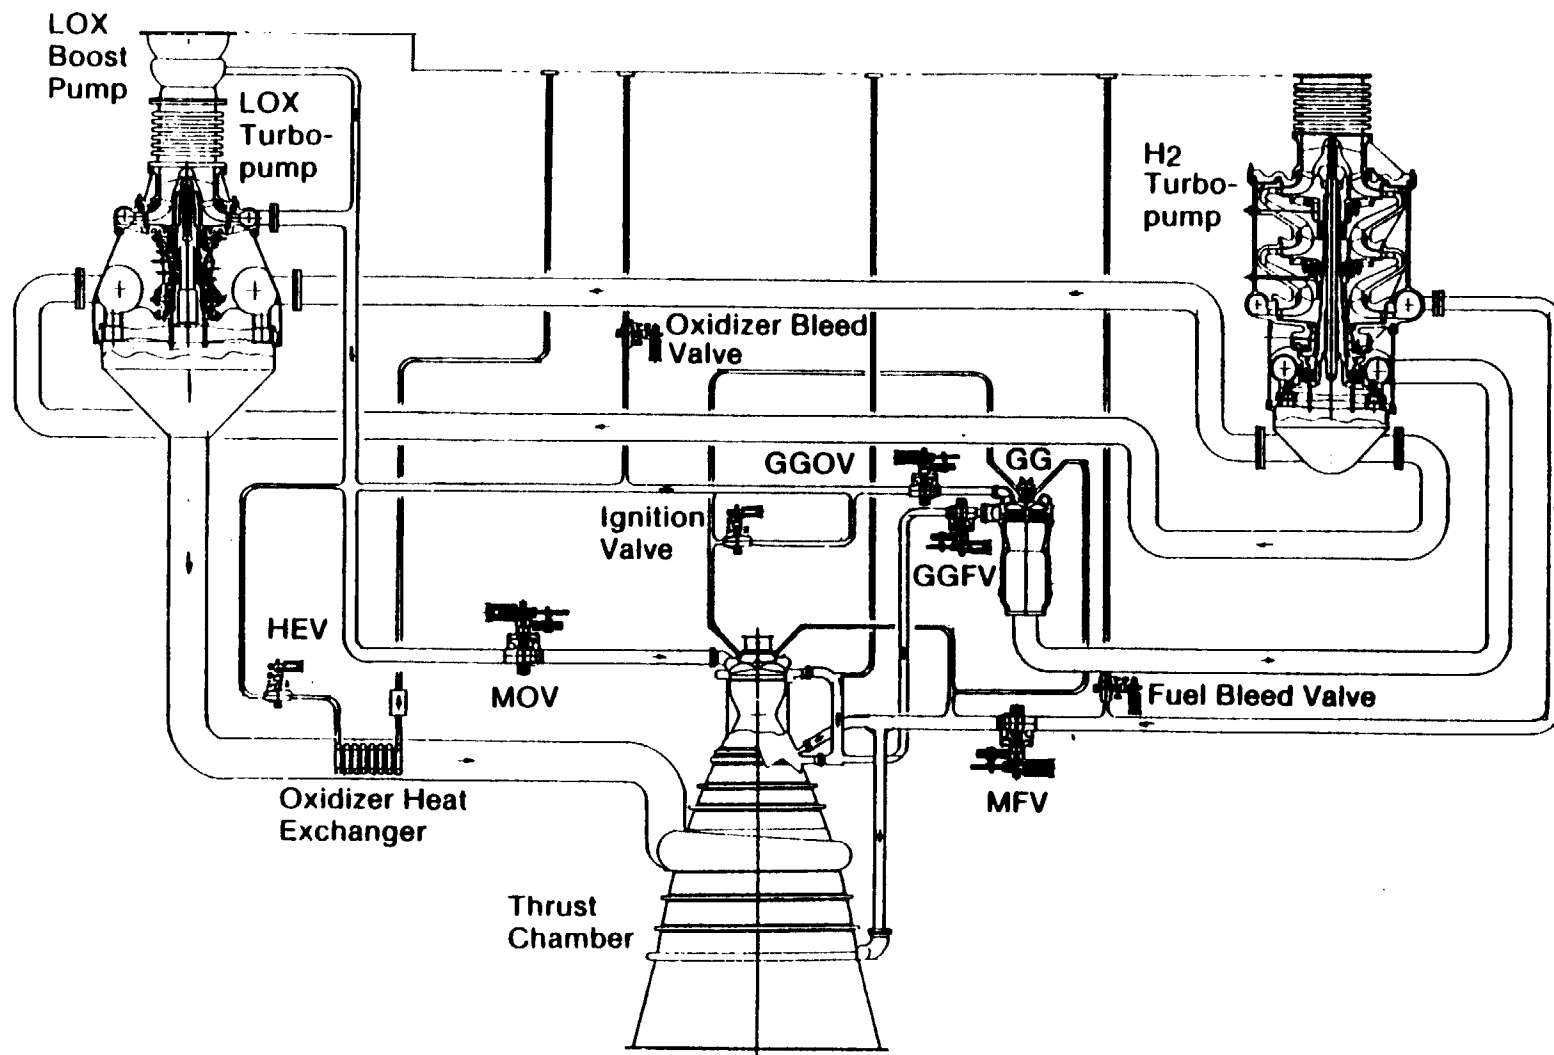 LOX
Boost
Pump
LOX
Turbo-
pump
H2
Turbo-
pump
Oxidizer Bleed
Valve
GGOV
GG
Ignition
Valve
GGFV
HEV
MOV
Fuel Bleed Valve
MFV
Oxidizer Heat
Exchanger
Thrust
Chamber